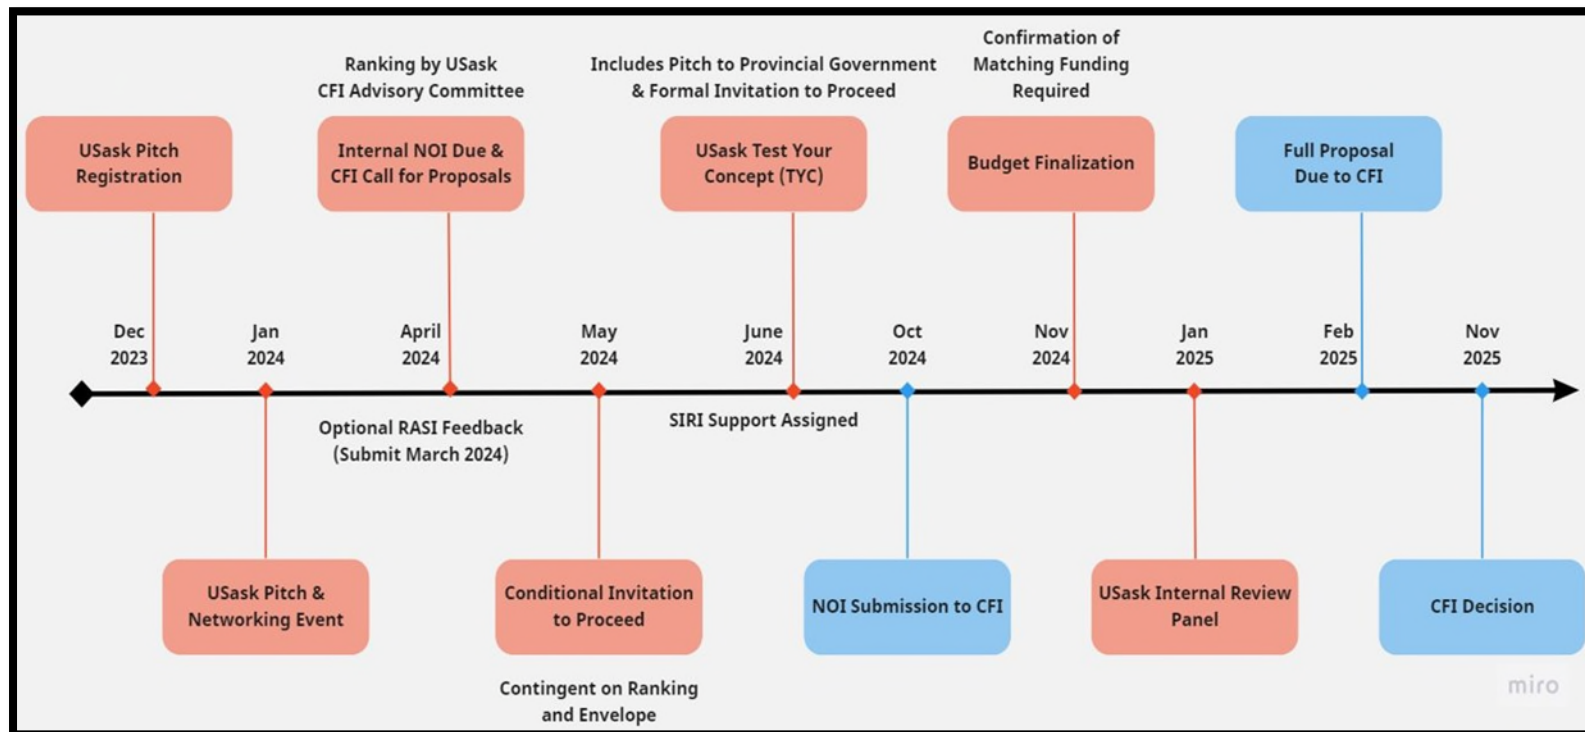 Confirmation of
Matching Funding
Required
Ranking by USask
CFI Advisory Committee
Includes Pitch to Provincial Government
& Formal Invitation to Proceed
USask Pitch
Registration
Internal NOI Due &
CFI Call for Proposals
USask Test Your
Concept (TYC)
Budget Finalization
Full Proposal
Due to CFI
Dec
2023
Jan
2024
April
2024
May
2024
June
2024
Oct
2024
Nov
2024
Jan
2025
Feb
2025
Nov
2025
Optional RASI Feedback
(Submit March 2024)
SIRI Support Assigned
USask Pitch &
Networking Event
Conditional Invitation
to Proceed
NOI Submission to CFI
USask Internal Review
Panel
CFI Decision
Contingent on Ranking
and Envelope
miro